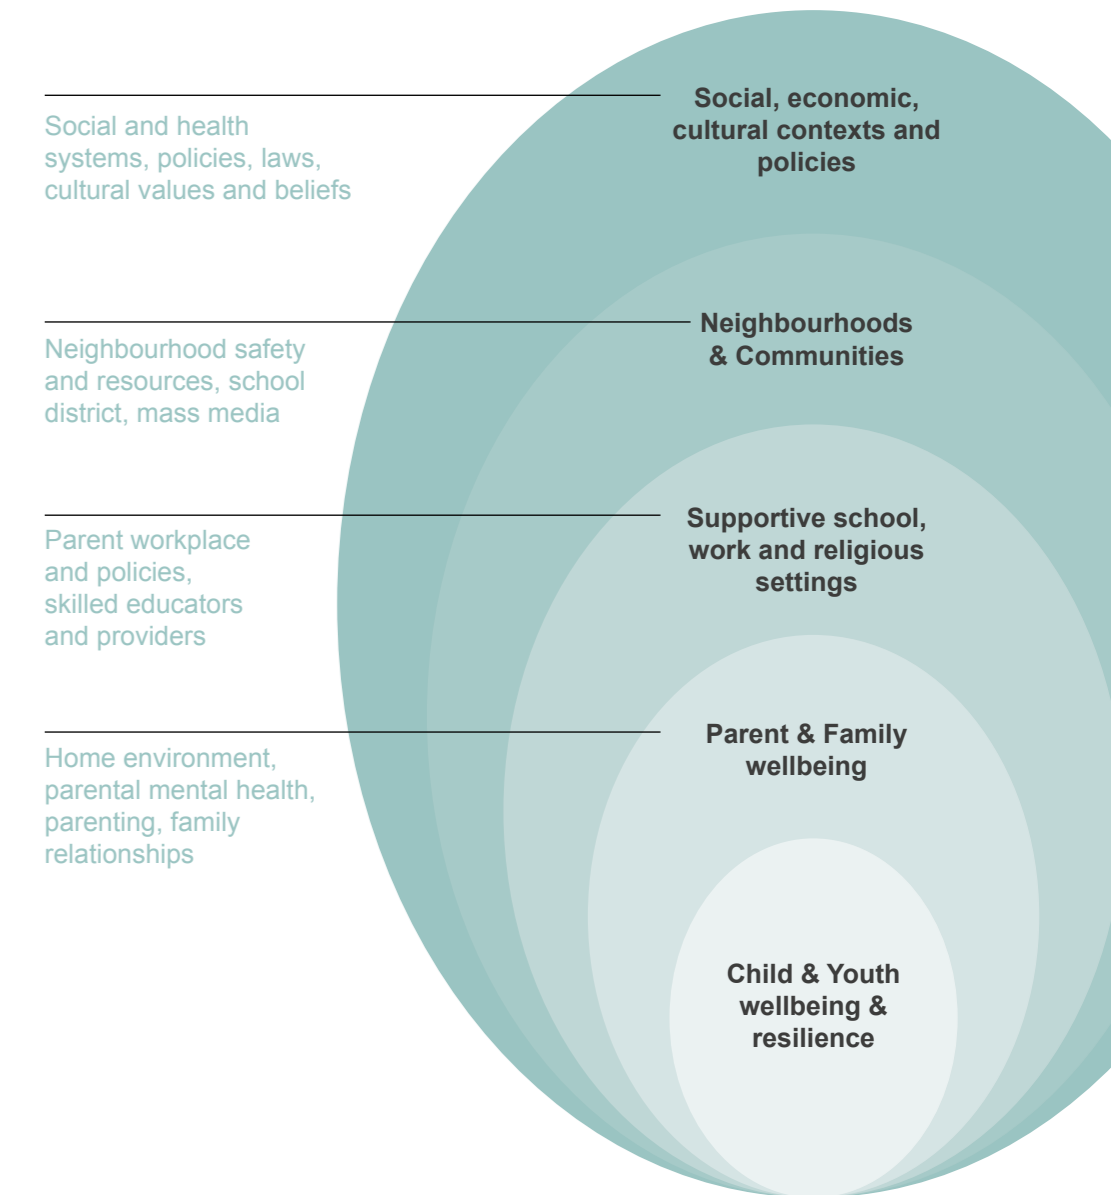 Social, economic,
cultural contexts and
policies
Social and health
systems, policies, laws,
cultural values and beliefs
Neighbourhoods
& Communities
Neighbourhood safety
and resources, school
district, mass media
Supportive school,
work and religious
settings
Parent workplace
and policies,
skilled educators
and providers
Parent & Family
wellbeing
Home environment,
parental mental health,
parenting, family
relationships
Child & Youth
wellbeing &
resilience